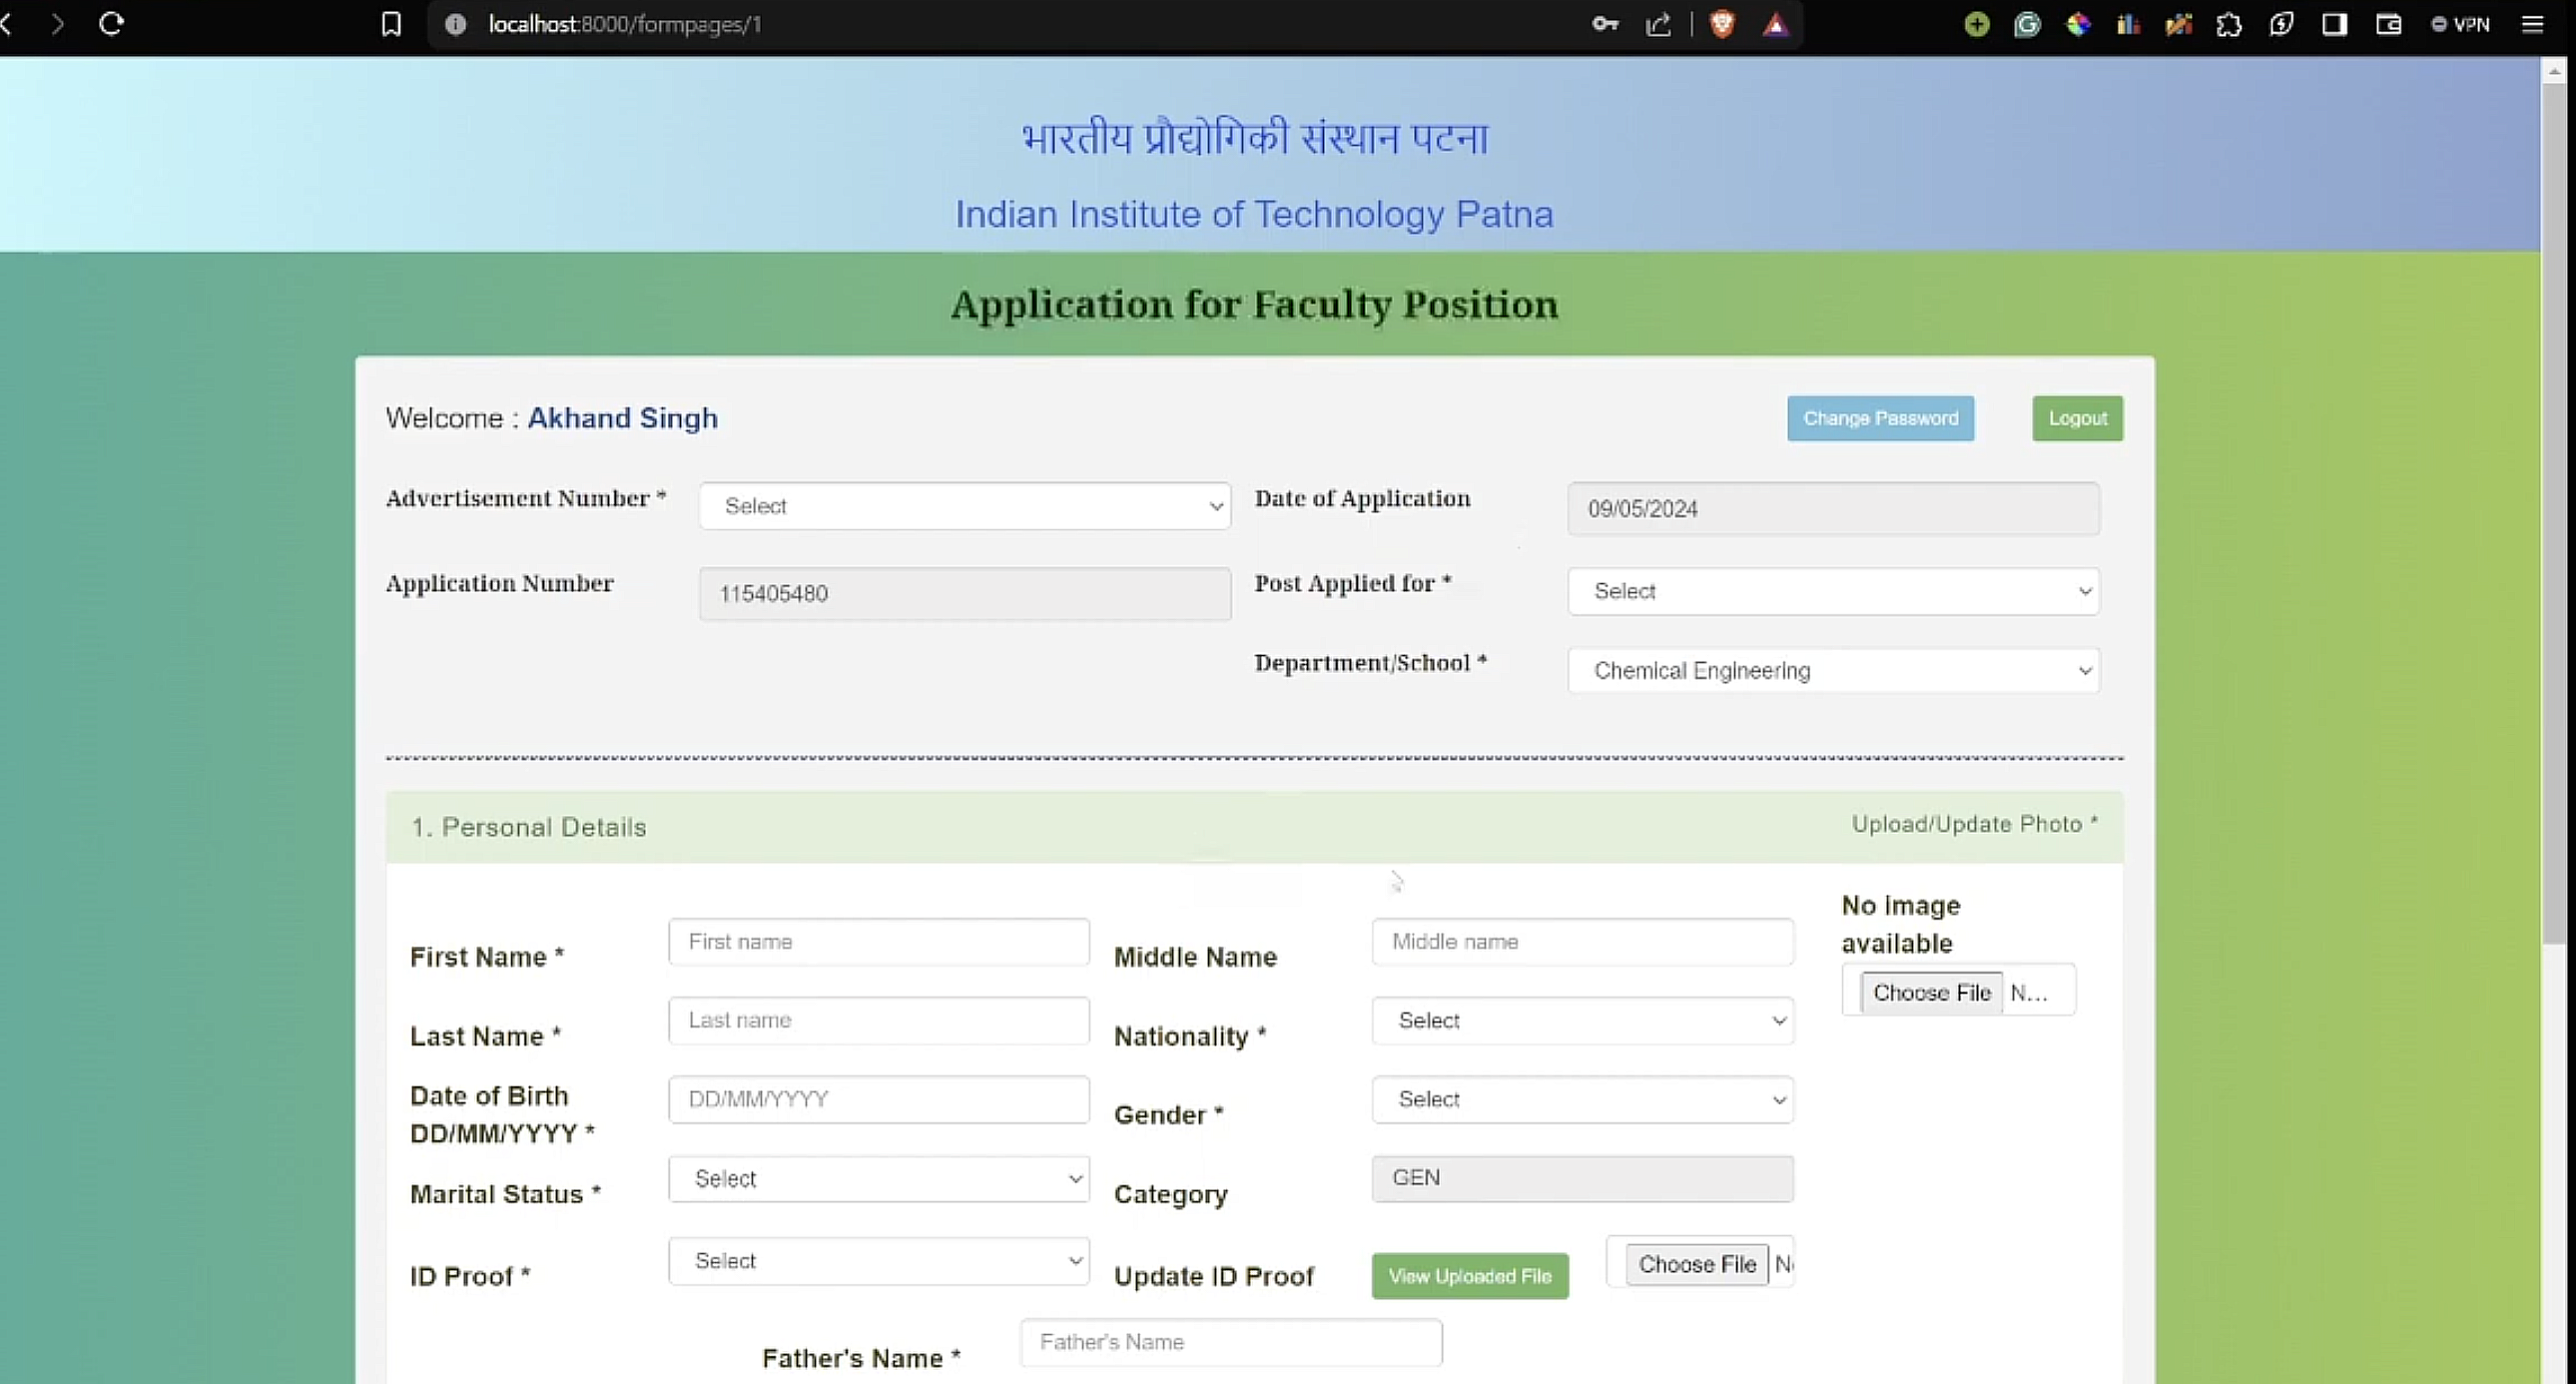 localhost:8000/formpages/1
VPN
भारतीय प्रौद्योगिकी संस्थान पटना
Indian Institute of Technology Patna
Application for Faculty Position
Welcome : Akhand Singh
Change Password
Logout
Advertisement Number *
Select
Date of Application
09/05/2024
Application Number
115405480
Post Applied for *
Select
Department/School *
Chemical Engineering
1. Personal Details
Upload/Update Photo *
First Name *
First name
Middle Name
Middle name
No image
available
Choose File N...
Last Name *
Last name
Nationality *
Select
Date of Birth
DD/MM/YYYY *
DD/MM/YYYY
Gender *
Select
Marital Status *
Select
Category
GEN
ID Proof *
Select
Update ID Proof
View Uploaded File
Choose File N
Father's Name *
Father's Name